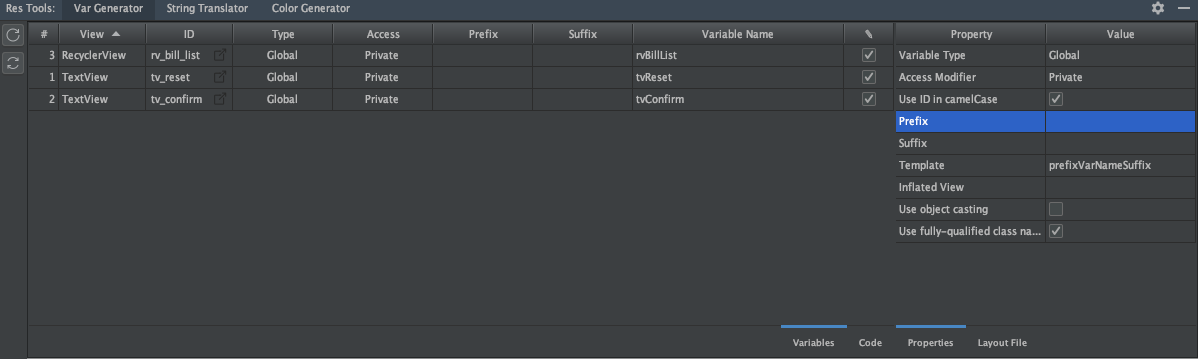 Res Tools: Var Generator String Translator Color Generator
# View ID Type Access Prefix Suffix Variable Name % Property Value
3 RecyclerView rv_bill_list Global Private rvBillList Variable Type Global
1 TextView tv_reset Global Private tvReset Access Modifier Private
2 TextView tv_confirm Global Private tvConfirm Use ID in camelCase
Prefix
Suffix
Template prefixVarNameSuffix
Inflated View
Use object casting
Use fully-qualified class na...
Variables Code Properties Layout File